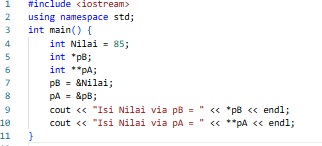 1 #include <iostream>
2 using namespace std;
3 int main() {
4 int Nilai = 85;
5 int *pB;
6 int **pA;
7 pB = &Nilai;
8 pA = &pB;
9 cout << "Isi Nilai via pB = " << *pB << endl;
10 cout << "Isi Nilai via pA = " << **pA << endl;
11 }